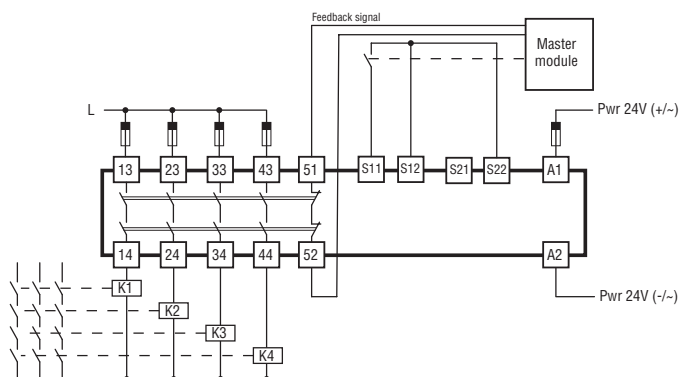 Feedback signal
Master
module
L
Pwr 24V (+/~)
13
23
33
43
51
S11
S12
S21
S22
A1
14
24
34
44
52
A2
K1
K2
K3
K4
Pwr 24V (-/~)